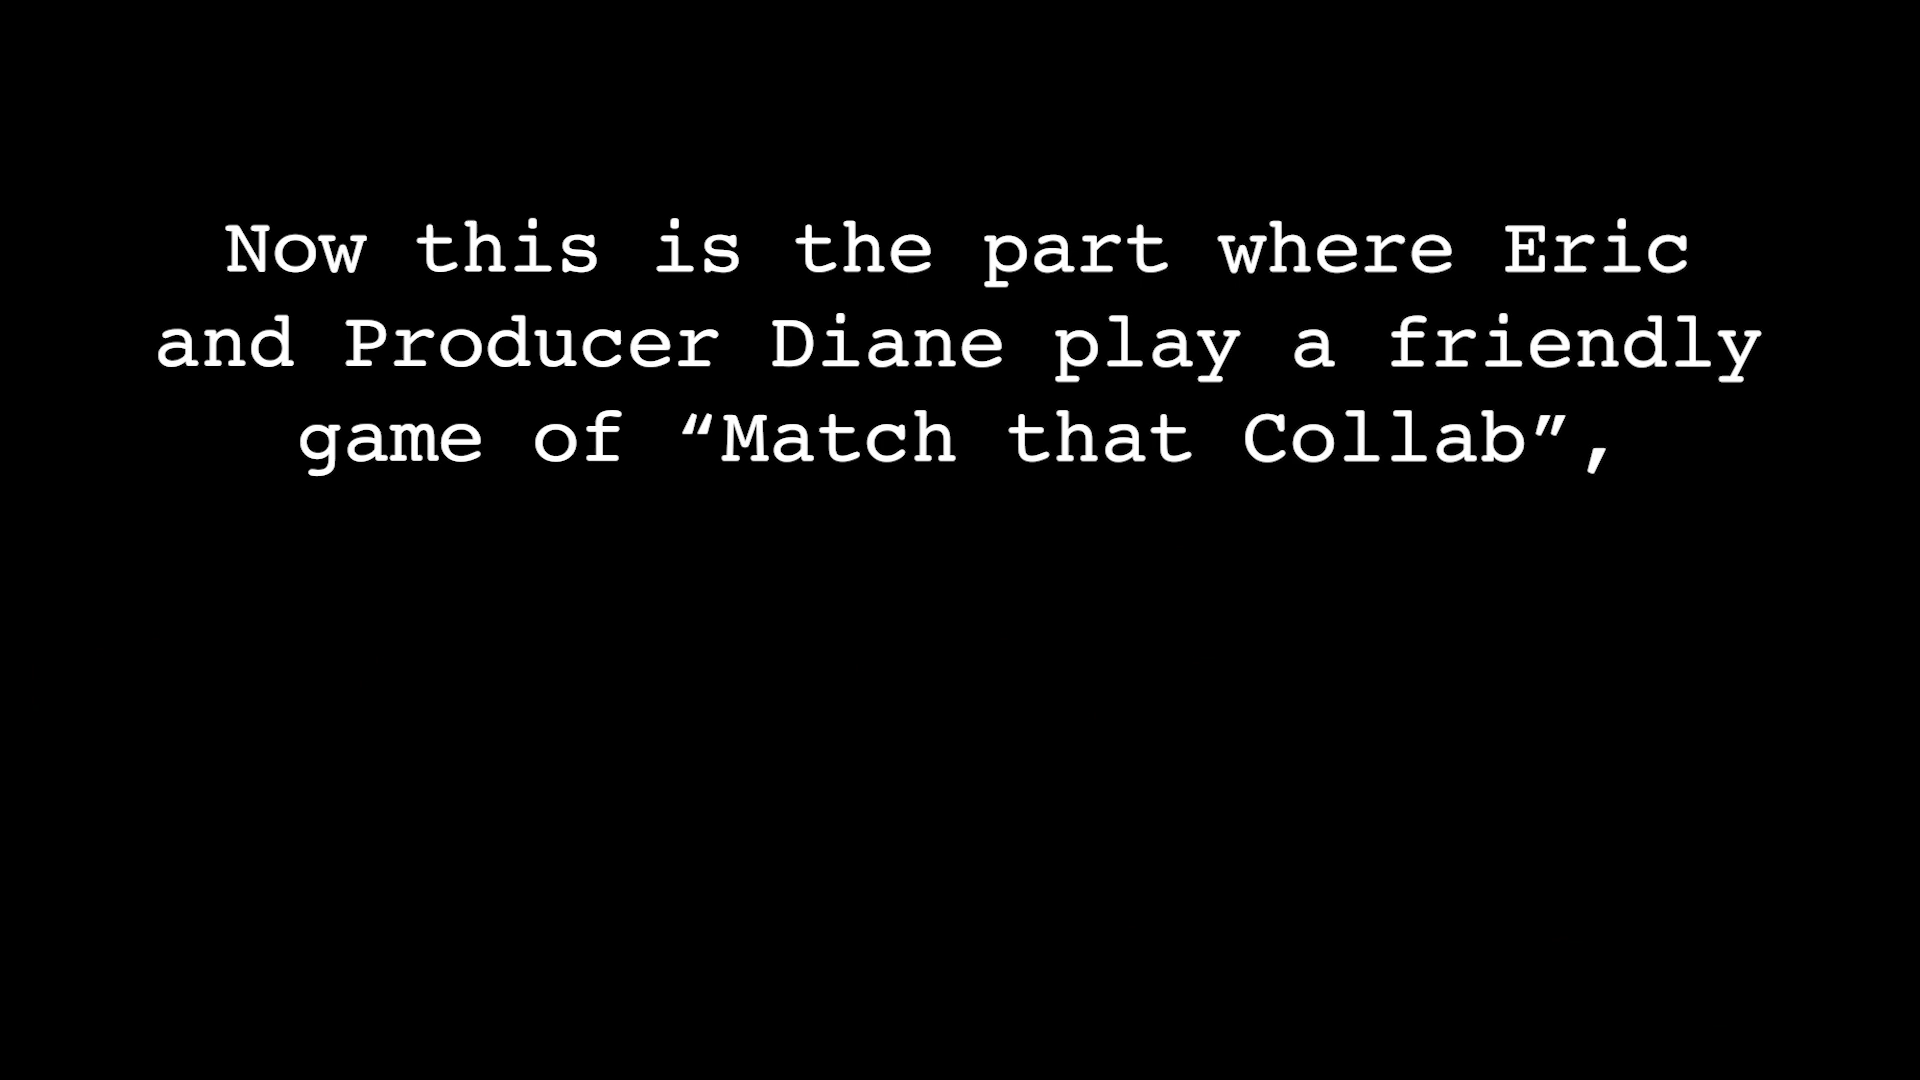 Now this is the part where Eric
and Producer Diane play a friendly
game of “Match that Collab”,